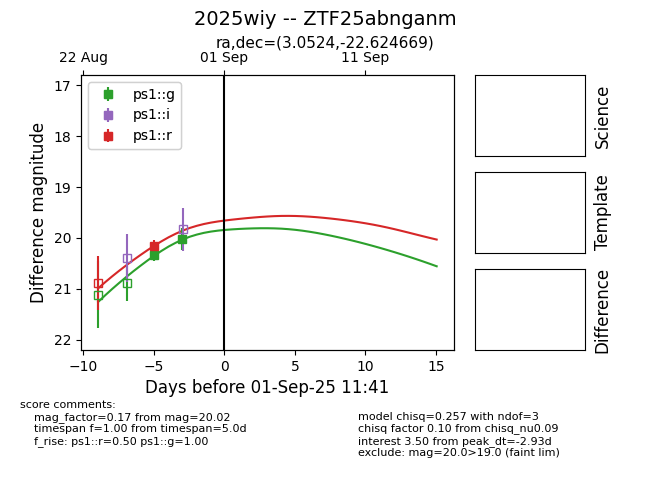 2025wiy -- ZTF25abnganm
ra,dec=(3.0524,-22.624669)
22 Aug 01 Sep 11 Sep
17
18
19
20
21
22
Difference magnitude
ps1::g
ps1::i
ps1::r
−10 −5 0 5 10 15
Days before 01-Sep-25 11:41
Science
Template
Difference
score comments:
mag_factor=0.17 from mag=20.02
timespan f=1.00 from timespan=5.0d
f_rise: ps1::r=0.50 ps1::g=1.00
model chisq=0.257 with ndof=3
chisq factor 0.10 from chisq_nu0.09
interest 3.50 from peak_dt=-2.93d
exclude: mag=20.0>19.0 (faint lim)